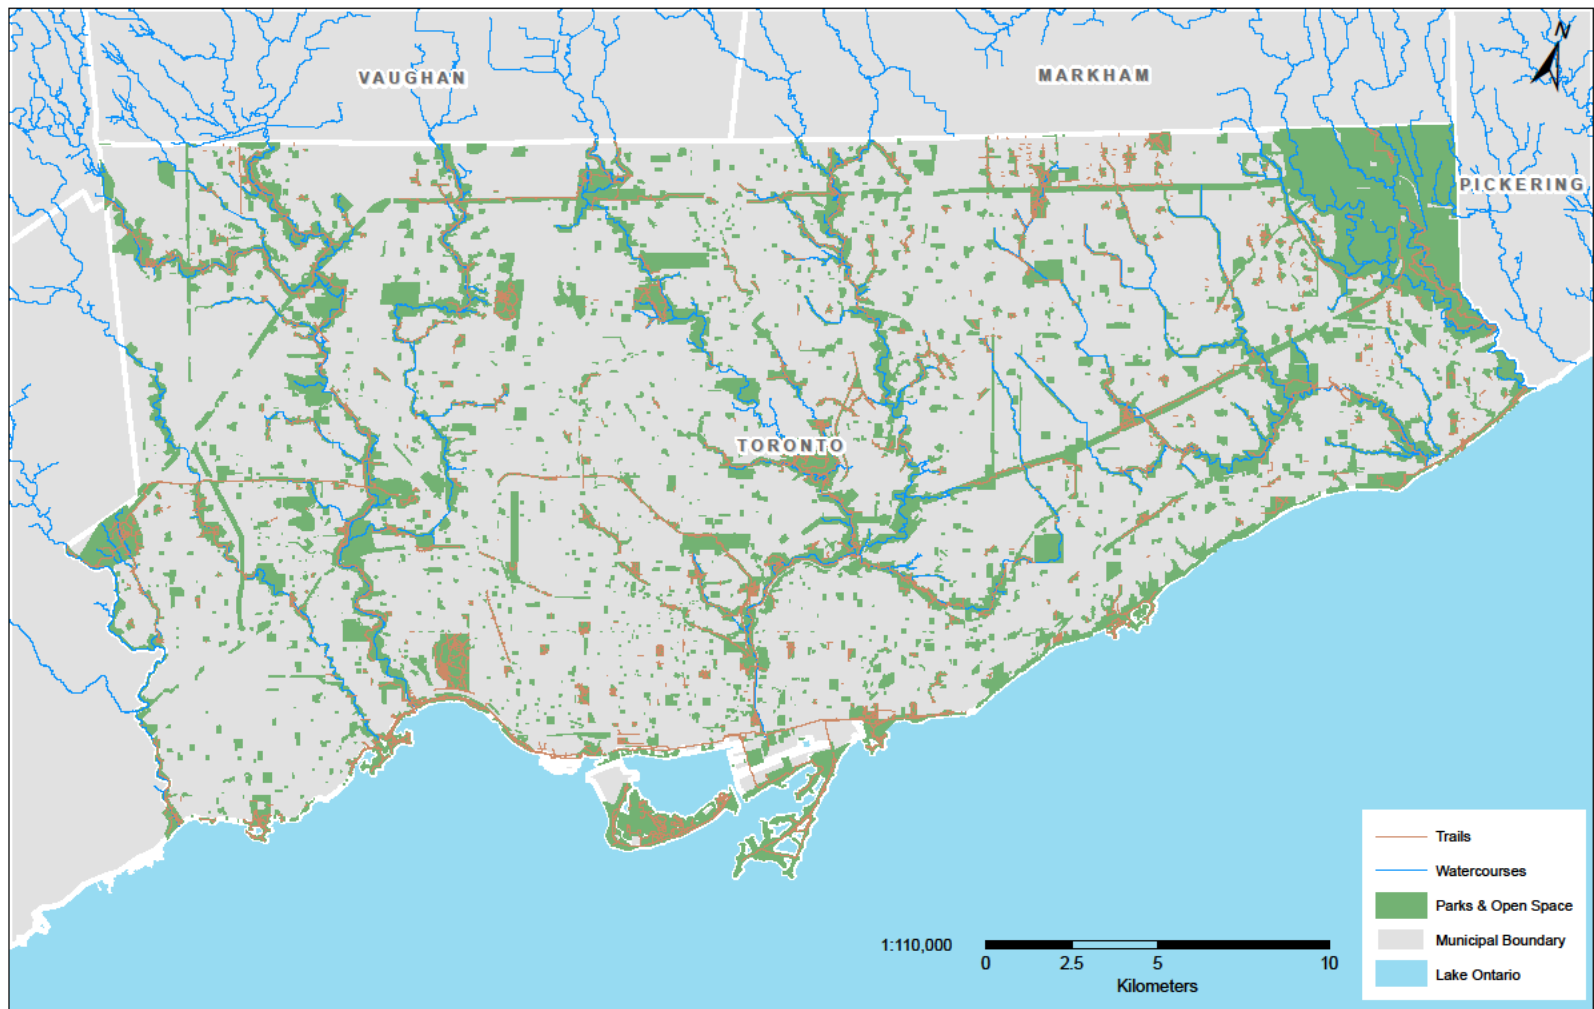 N
VAUGHAN
MARKHAM
PICKERING
TORONTO
Trails
Watercourses
Parks & Open Space
Municipal Boundary
Lake Ontario
1:110,000
0 2.5 5 10
Kilometers